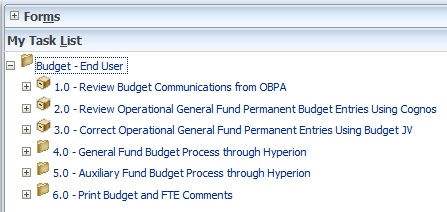 Forms
My Task List
Budget - End User
1.0 - Review Budget Communications from OBPA
2.0 - Review Operational General Fund Permanent Budget Entries Using Cognos
3.0 - Correct Operational General Fund Permanent Entries Using Budget JV
4.0 - General Fund Budget Process through Hyperion
5.0 - Auxiliary Fund Budget Process through Hyperion
6.0 - Print Budget and FTE Comments